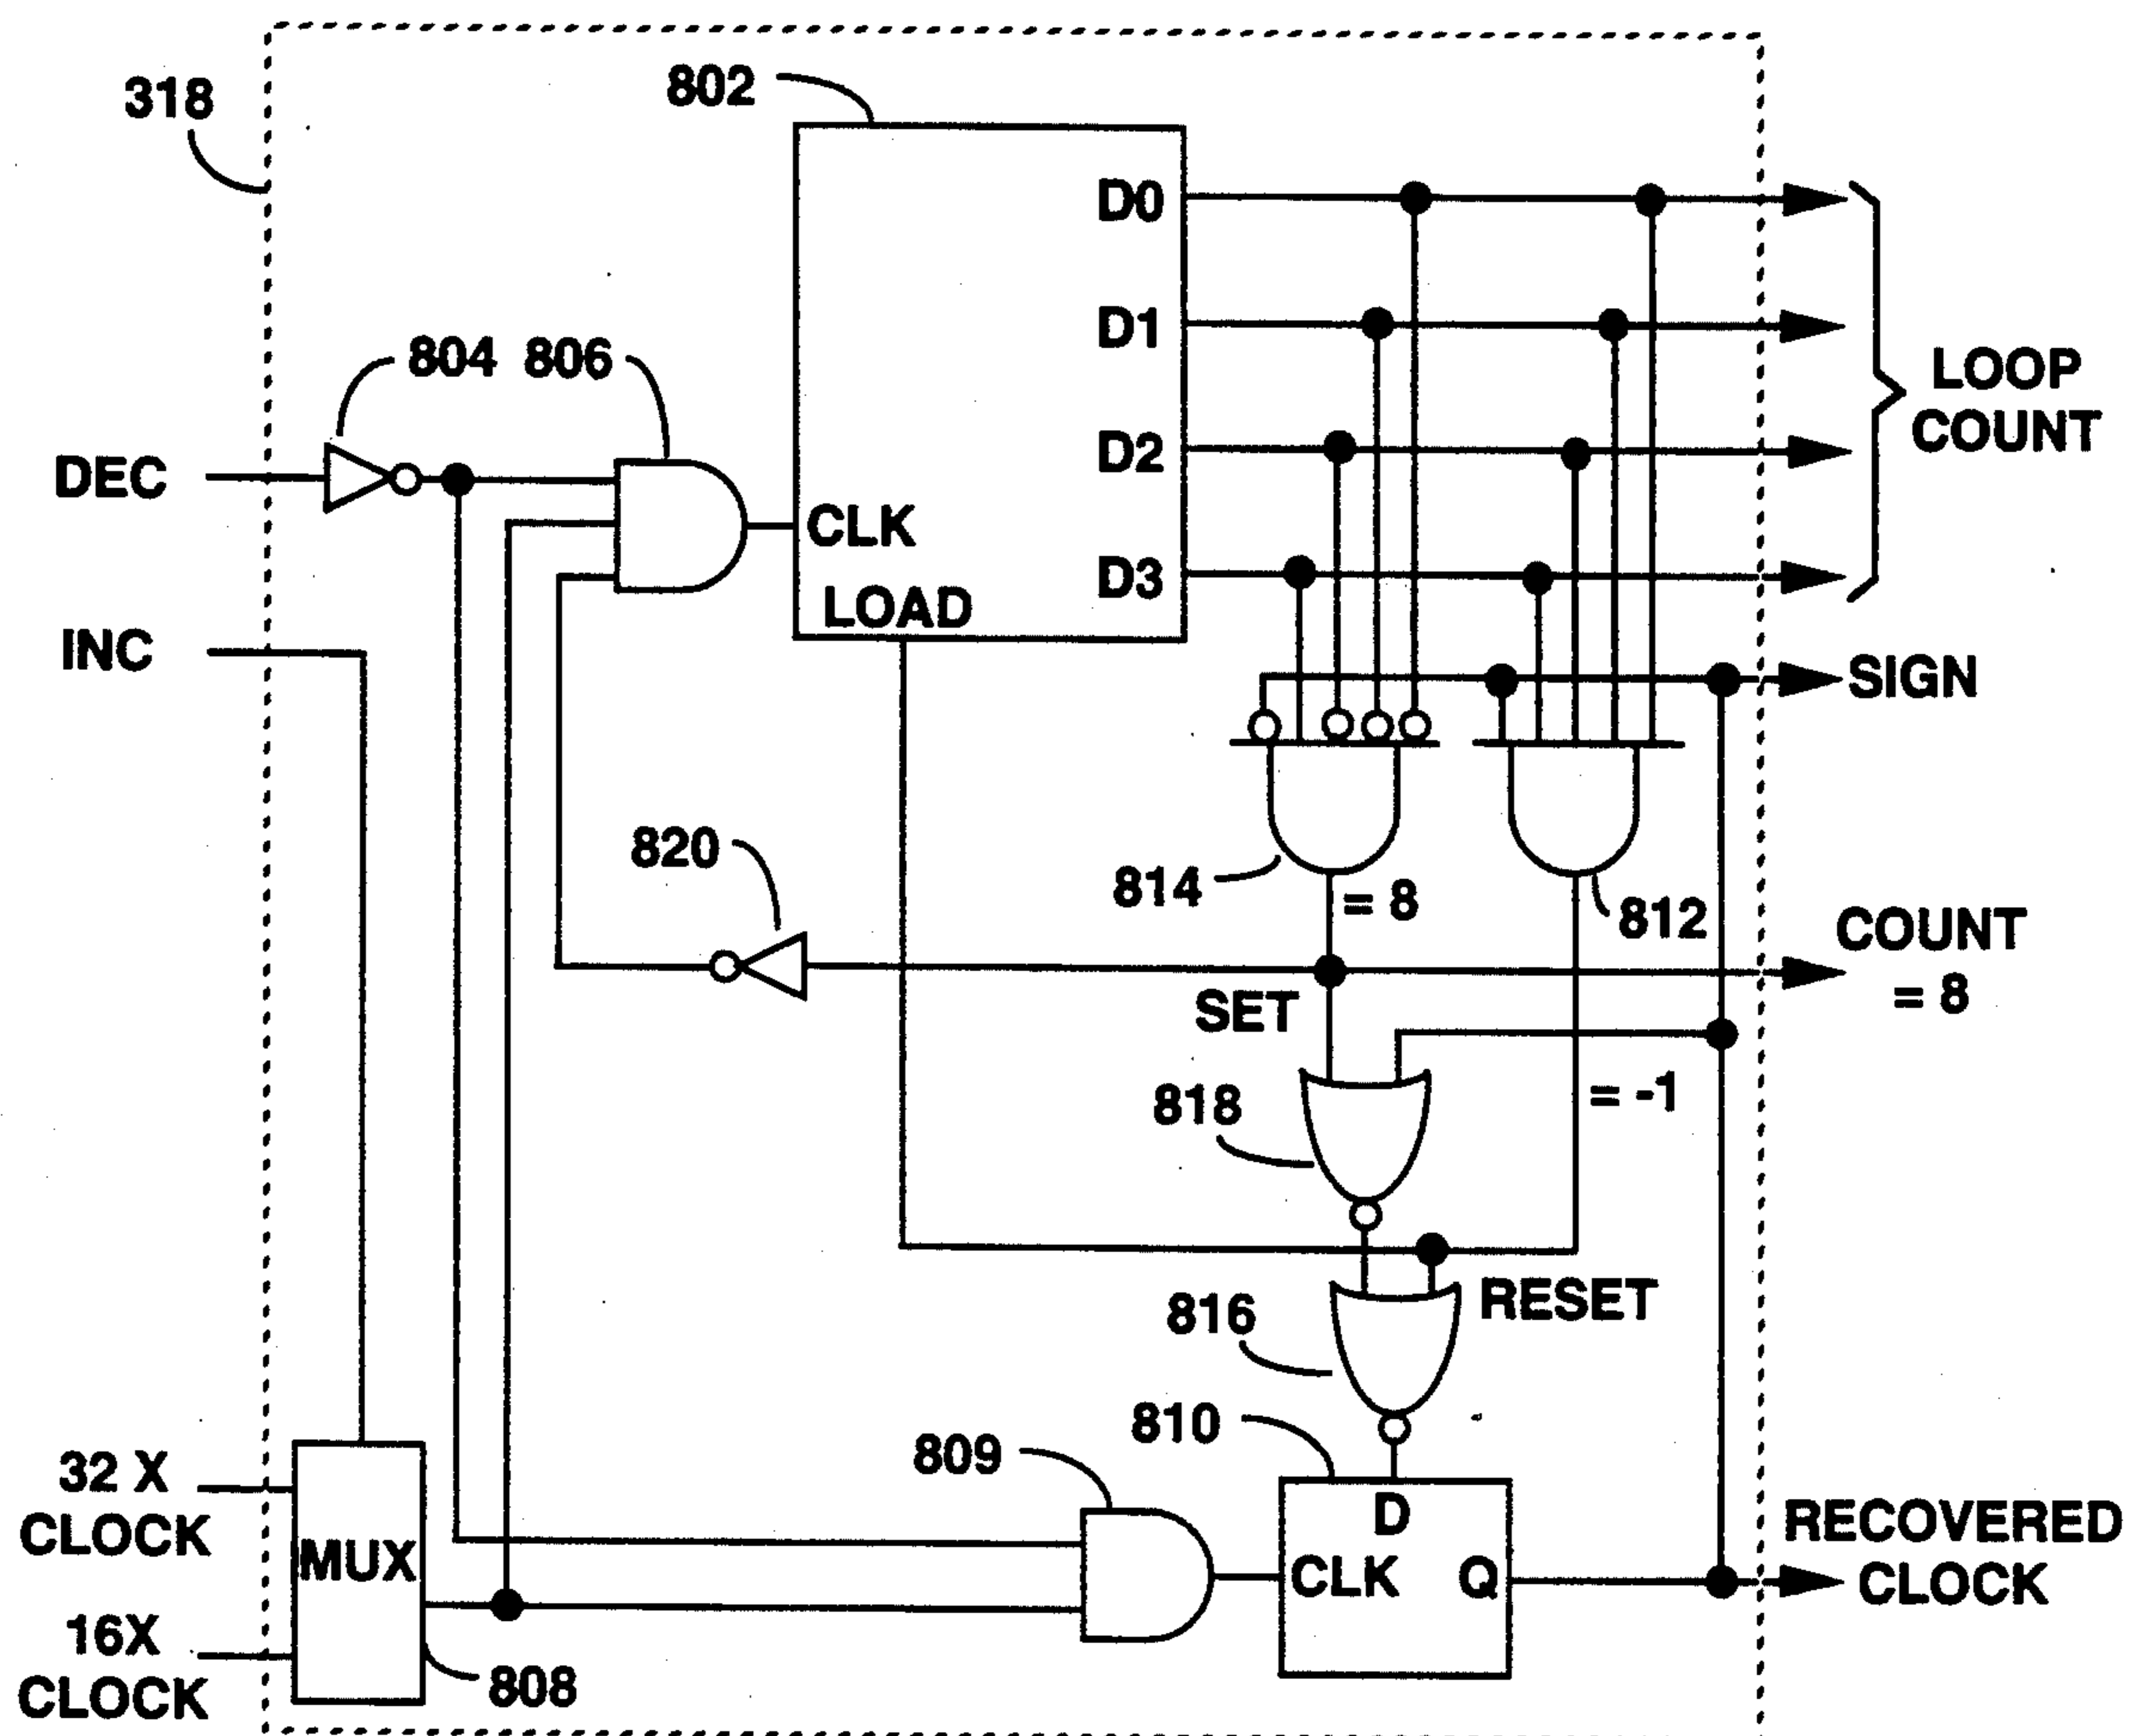 318
802
D0
D1
D2
D3
CLK
LOAD
LOOP
COUNT
804 806
DEC
INC
SIGN
820
814
= 8
812
COUNT
= 8
SET
818
= -1
RESET
816
810
809
32 X
CLOCK
MUX
16X
CLOCK
808
D
CLK Q
RECOVERED
CLOCK